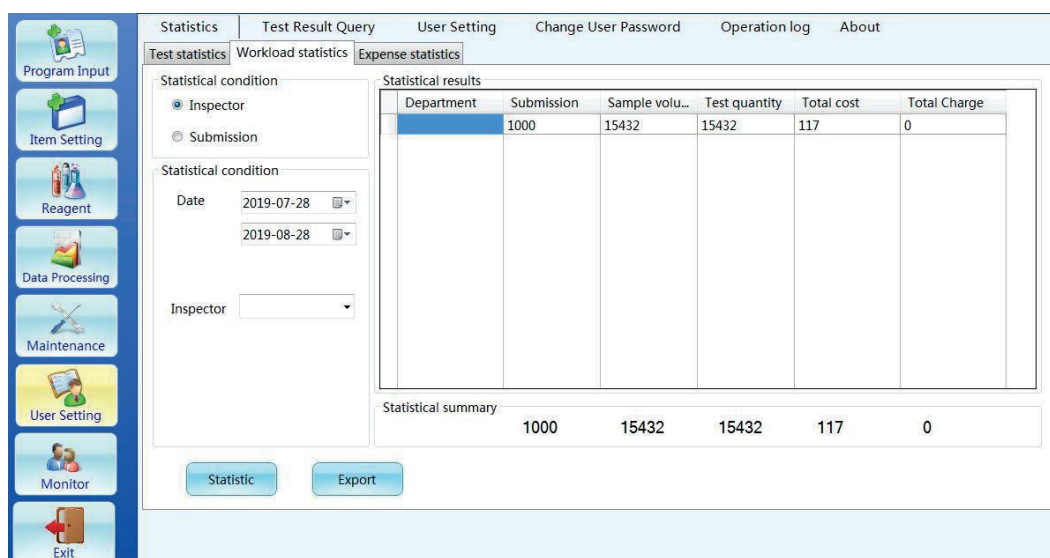 Program Input
Item Setting
Reagent
Data Processing
Maintenance
User Setting
Monitor
Exit
Statistics Test Result Query User Setting Change User Password Operation log About
Test statistics Workload statistics Expense statistics
Statistical condition
Inspector
Submission
Statistical condition
Date 2019-07-28
2019-08-28
Inspector
Statistic Export
Statistical results
Department Submission Sample volu... Test quantity Total cost Total Charge
1000 15432 15432 117 0
Statistical summary
1000 15432 15432 117 0